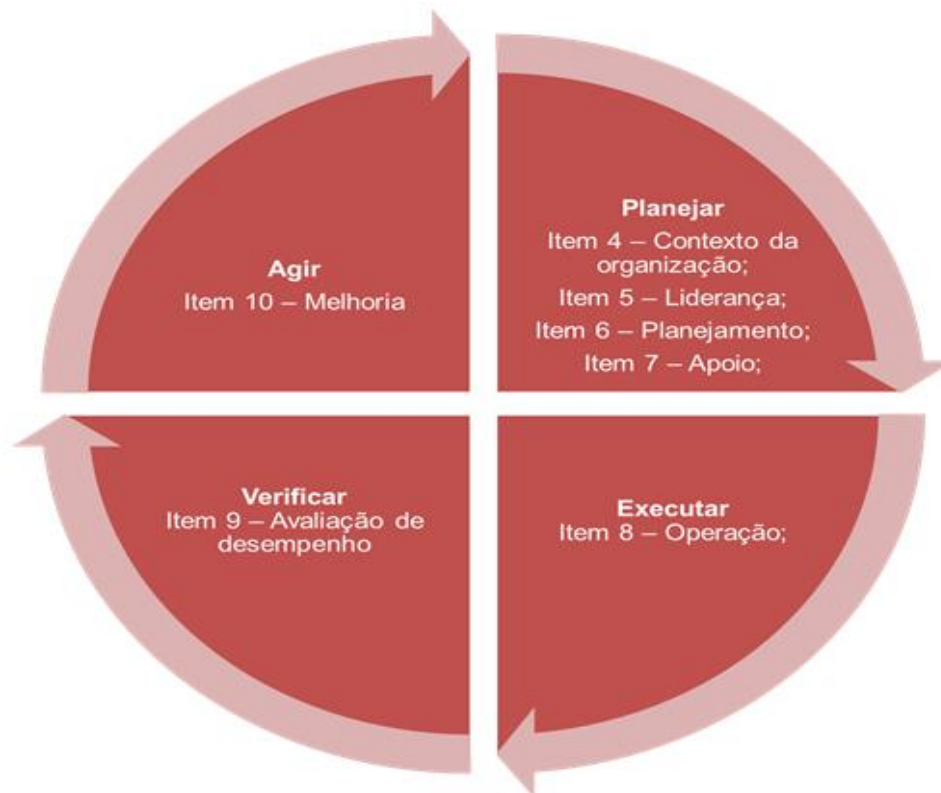 Agir
Item 10 – Melhoria
Planejar
Item 4 – Contexto da
organização;
Item 5 – Liderança;
Item 6 – Planejamento;
Item 7 – Apoio;
Verificar
Item 9 – Avaliação de
desempenho
Executar
Item 8 – Operação;